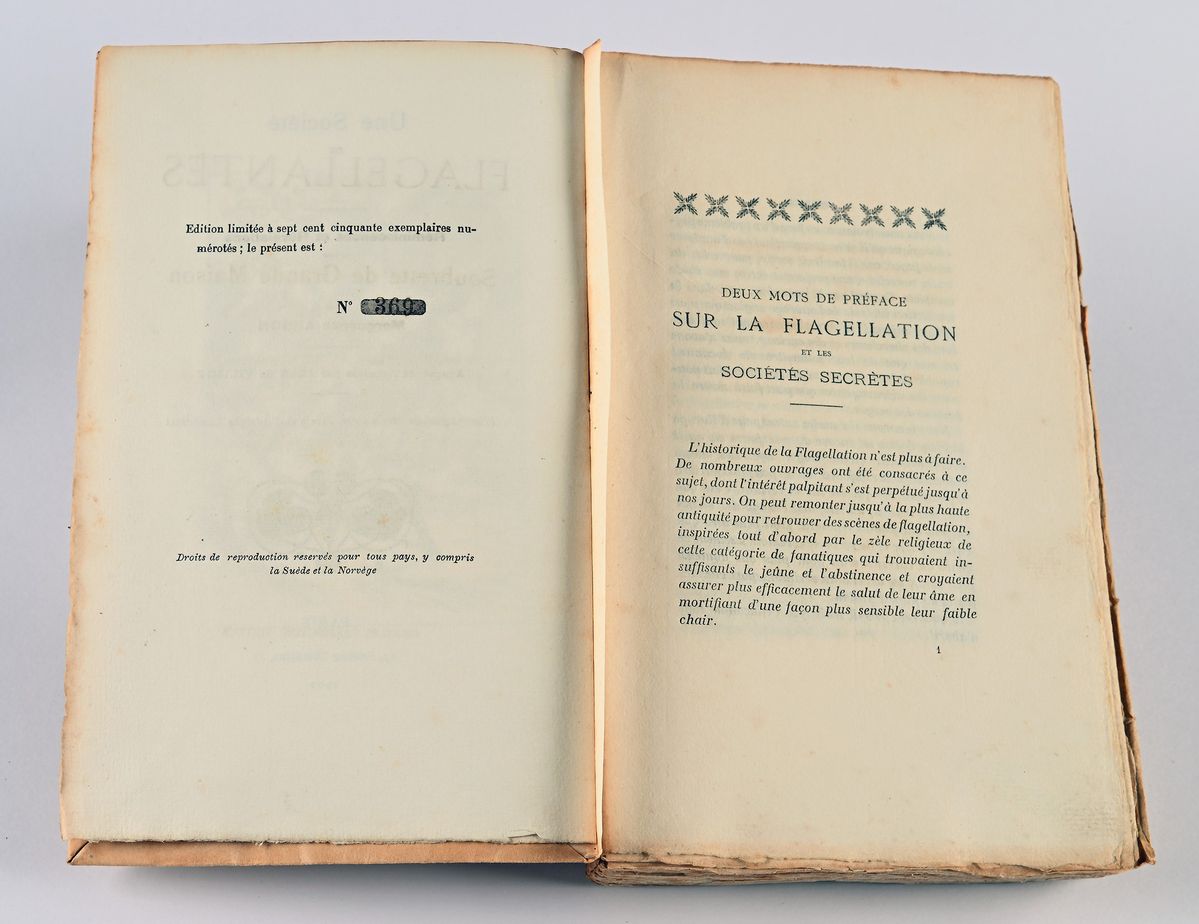 Edition limitée à sept cent cinquante exemplaires nu-
mérotés ; le présent est :
N° 369
Droits de reproduction reservés pour tous pays, y compris
la Suède et la Norvège
DEUX MOTS DE PRÉFACE
SUR LA FLAGELLATION
ET LES
SOCIÉTÉS SECRÈTES
L'historique de la Flagellation n'est plus à faire.
De nombreux ouvrages ont été consacrés à ce
sujet, dont l'intérêt palpitant s'est perpétué jusqu'à
nos jours. On peut remonter jusqu'à la plus haute
antiquité pour retrouver des scènes de flagellation,
inspirées tout d'abord par le zèle religieux de
cette catégorie de fanatiques qui trouvaient in-
suffisants le jeûne et l'abstinence et croyaient
assurer plus efficacement le salut de leur âme en
mortifiant d'une façon plus sensible leur faible
chair.
1